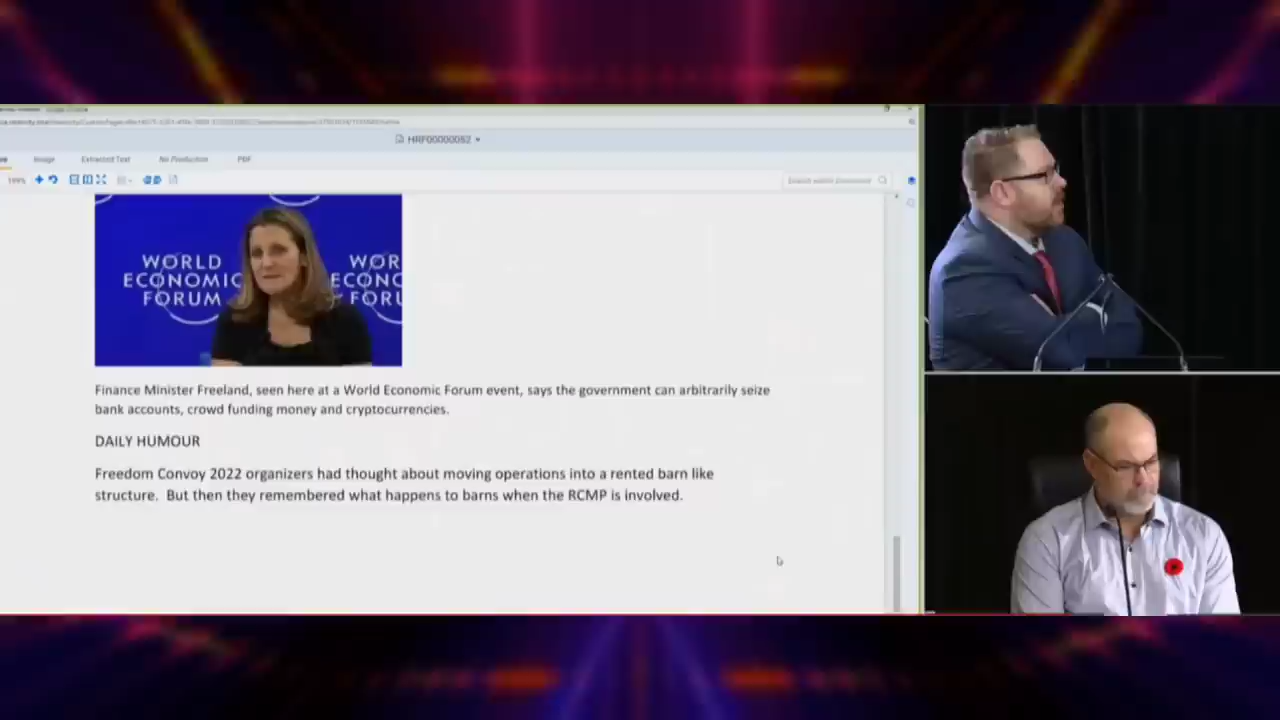 HRF00000082
Image
Extracted Text
No Production
PDF
Search within document
WORLD
ECONOMIC
FORUM
WOR
ECONO
FORU
Finance Minister Freeland, seen here at a World Economic Forum event, says the government can arbitrarily seize
bank accounts, crowd funding money and cryptocurrencies.
DAILY HUMOUR
Freedom Convoy 2022 organizers had thought about moving operations into a rented barn like
structure. But then they remembered what happens to barns when the RCMP is involved.